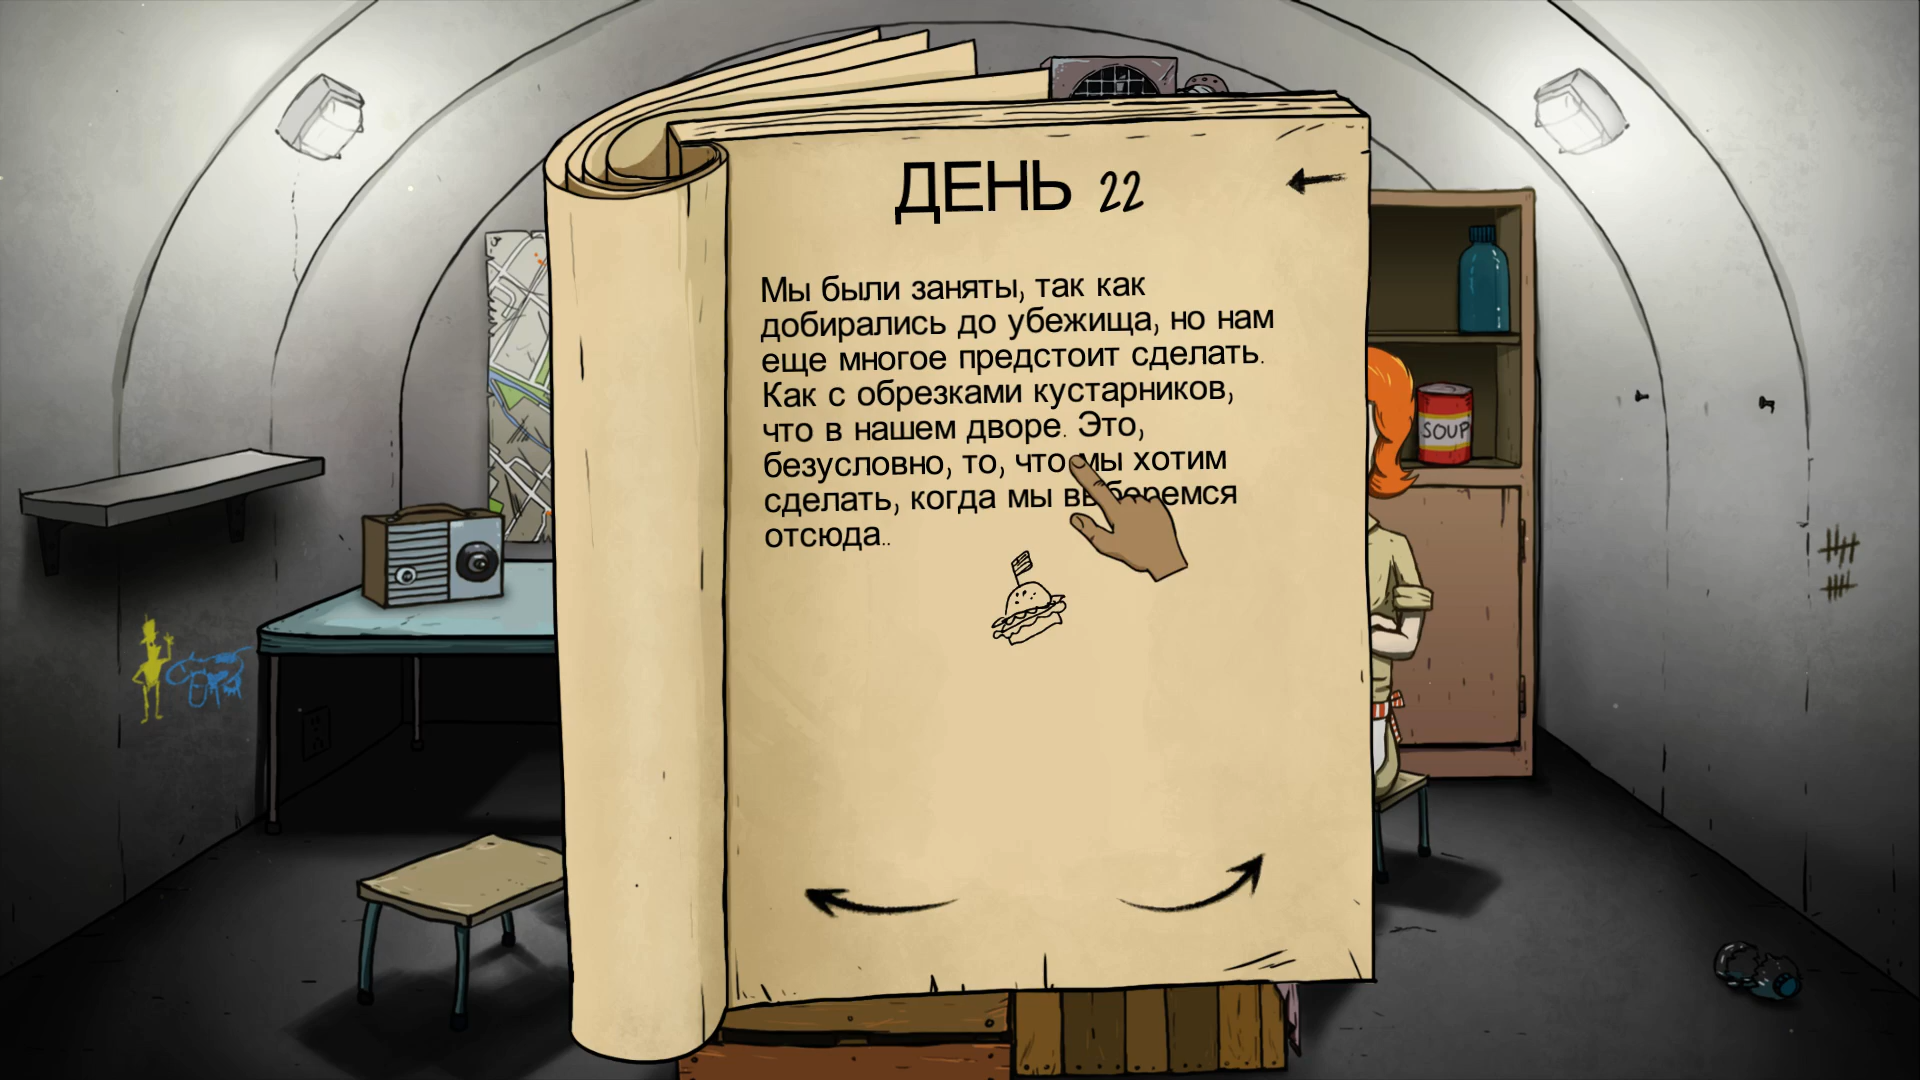 ДЕНЬ 22
Мы были заняты, так как
добирались до убежища, но нам
еще многое предстоит сделать.
Как с обрезками кустарников,
что в нашем дворе. Это,
безусловно, то, что мы хотим
сделать, когда мы выберемся
отсюда..
SOUP